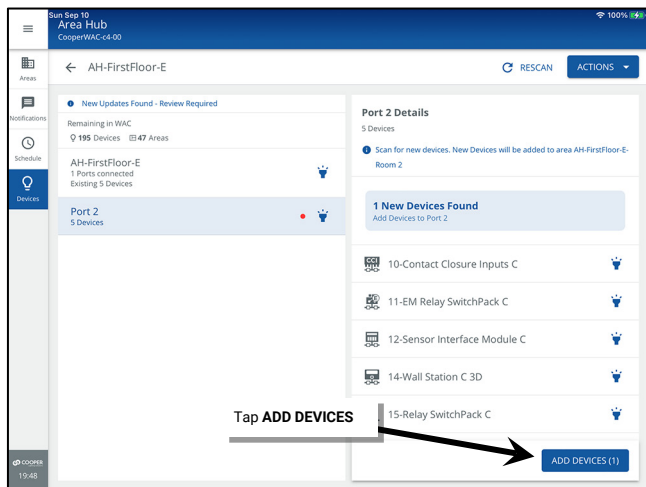 Sun Sep 10
100%
Area Hub
CooperWAC-c4-00
Areas
Notifications
Schedule
Devices
COOPER
19:48
AH-FirstFloor-E
RESCAN
ACTIONS
New Updates Found - Review Required
Remaining in WAC
195 Devices 47 Areas
AH-FirstFloor-E
1 Ports connected
Existing 5 Devices
Port 2
5 Devices
Port 2 Details
5 Devices
Scan for new devices. New Devices will be added to area AH-FirstFloor-E-
Room 2
1 New Devices Found
Add Devices to Port 2
CCI
10-Contact Closure Inputs C
11-EM Relay SwitchPack C
12-Sensor Interface Module C
14-Wall Station C 3D
15-Relay SwitchPack C
Tap ADD DEVICES
ADD DEVICES (1)